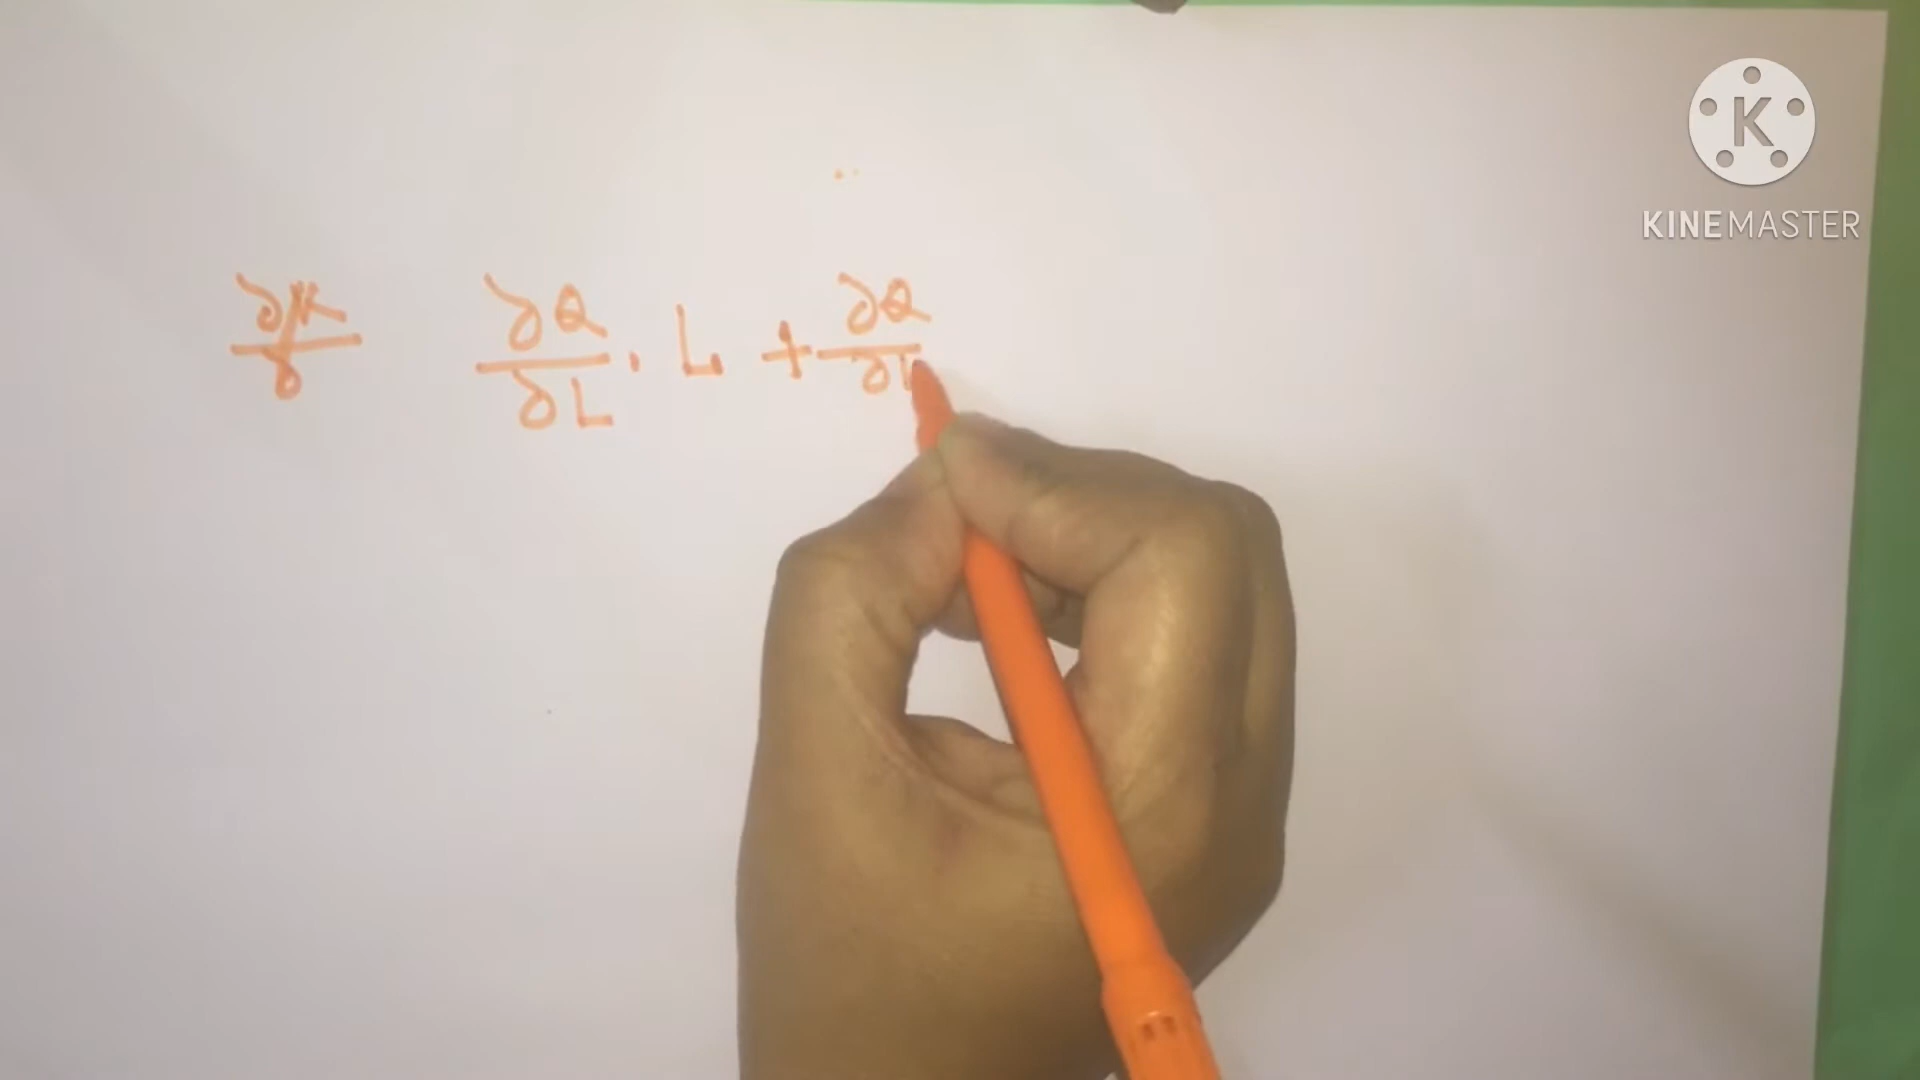 K
KINEMASTER
∂K/∂ ∂Q/∂L . L + ∂Q/∂